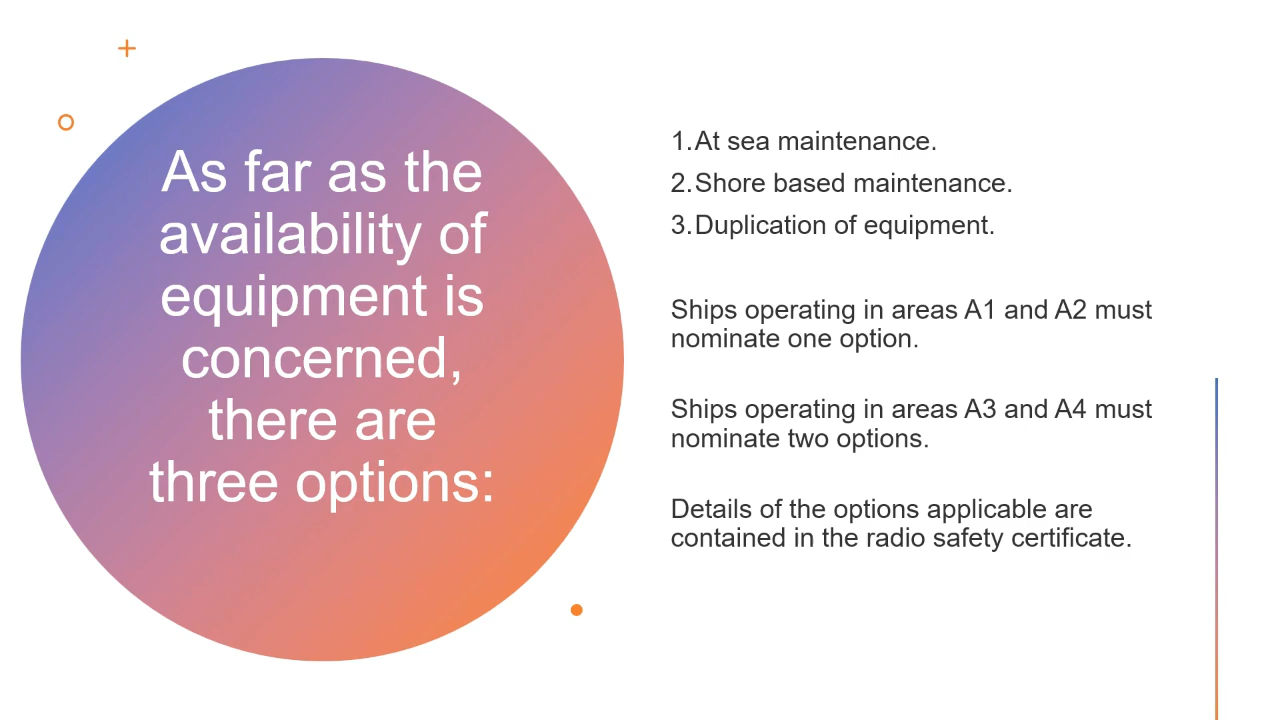 As far as the
availability of
equipment is
concerned,
there are
three options:
1.At sea maintenance.
2.Shore based maintenance.
3.Duplication of equipment.
Ships operating in areas A1 and A2 must
nominate one option.
Ships operating in areas A3 and A4 must
nominate two options.
Details of the options applicable are
contained in the radio safety certificate.